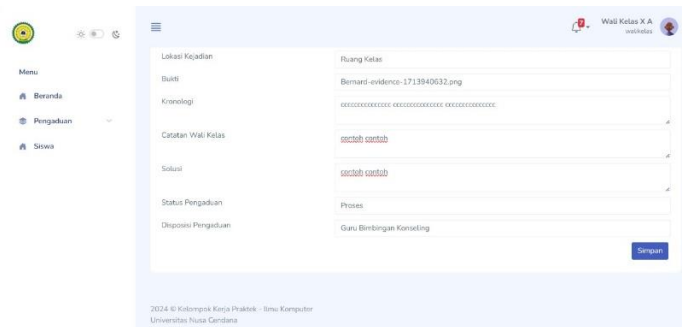 7
Wali Kelas X A
walikelas
Menu
Beranda
Pengaduan
Siswa
Lokasi Kejadian
Ruang Kelas
Bukti
Bernard-evidence-1713940632.png
Kronologi
Catatan Wali Kelas
contoh contoh
Solusi
contoh contoh
Status Pengaduan
Proses
Disposisi Pengaduan
Guru Bimbingan Konseling
Simpan
2024 © Kelompok Kerja Praktek - Ilmu Komputer
Universitas Nusa Cendana